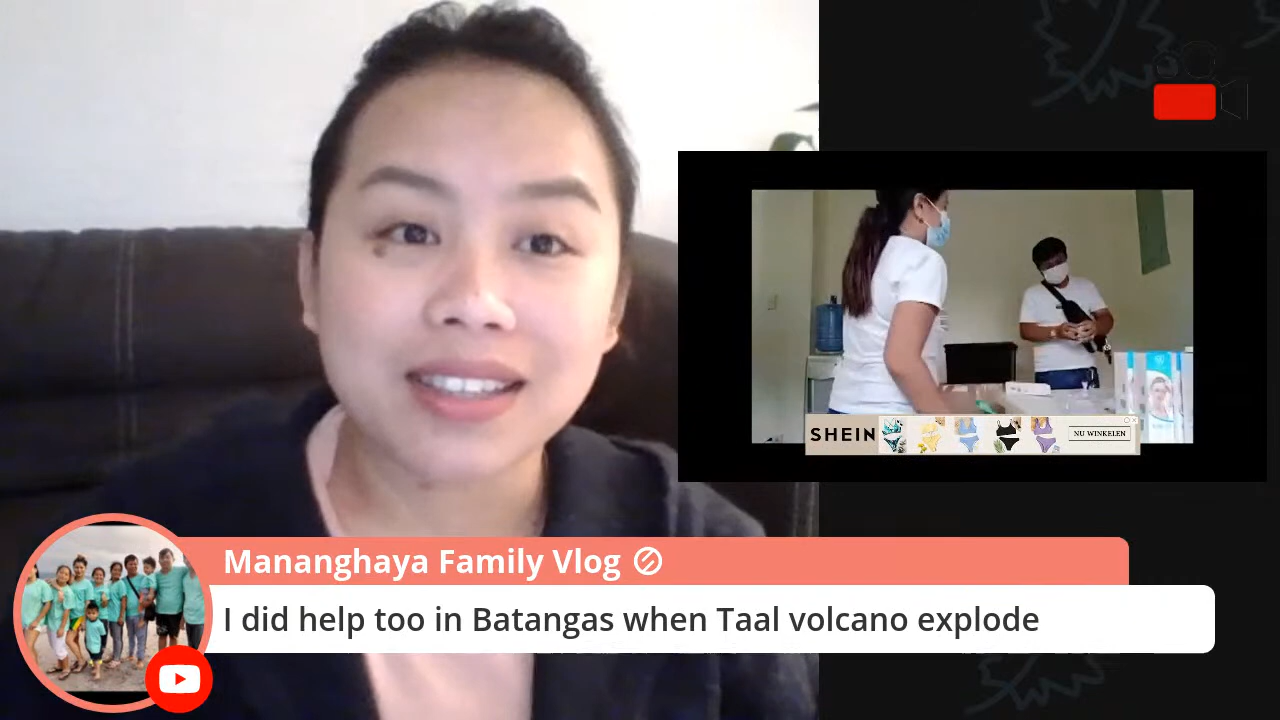 SHEIN
NU WINKELEN
Mananghaya Family Vlog
I did help too in Batangas when Taal volcano explode